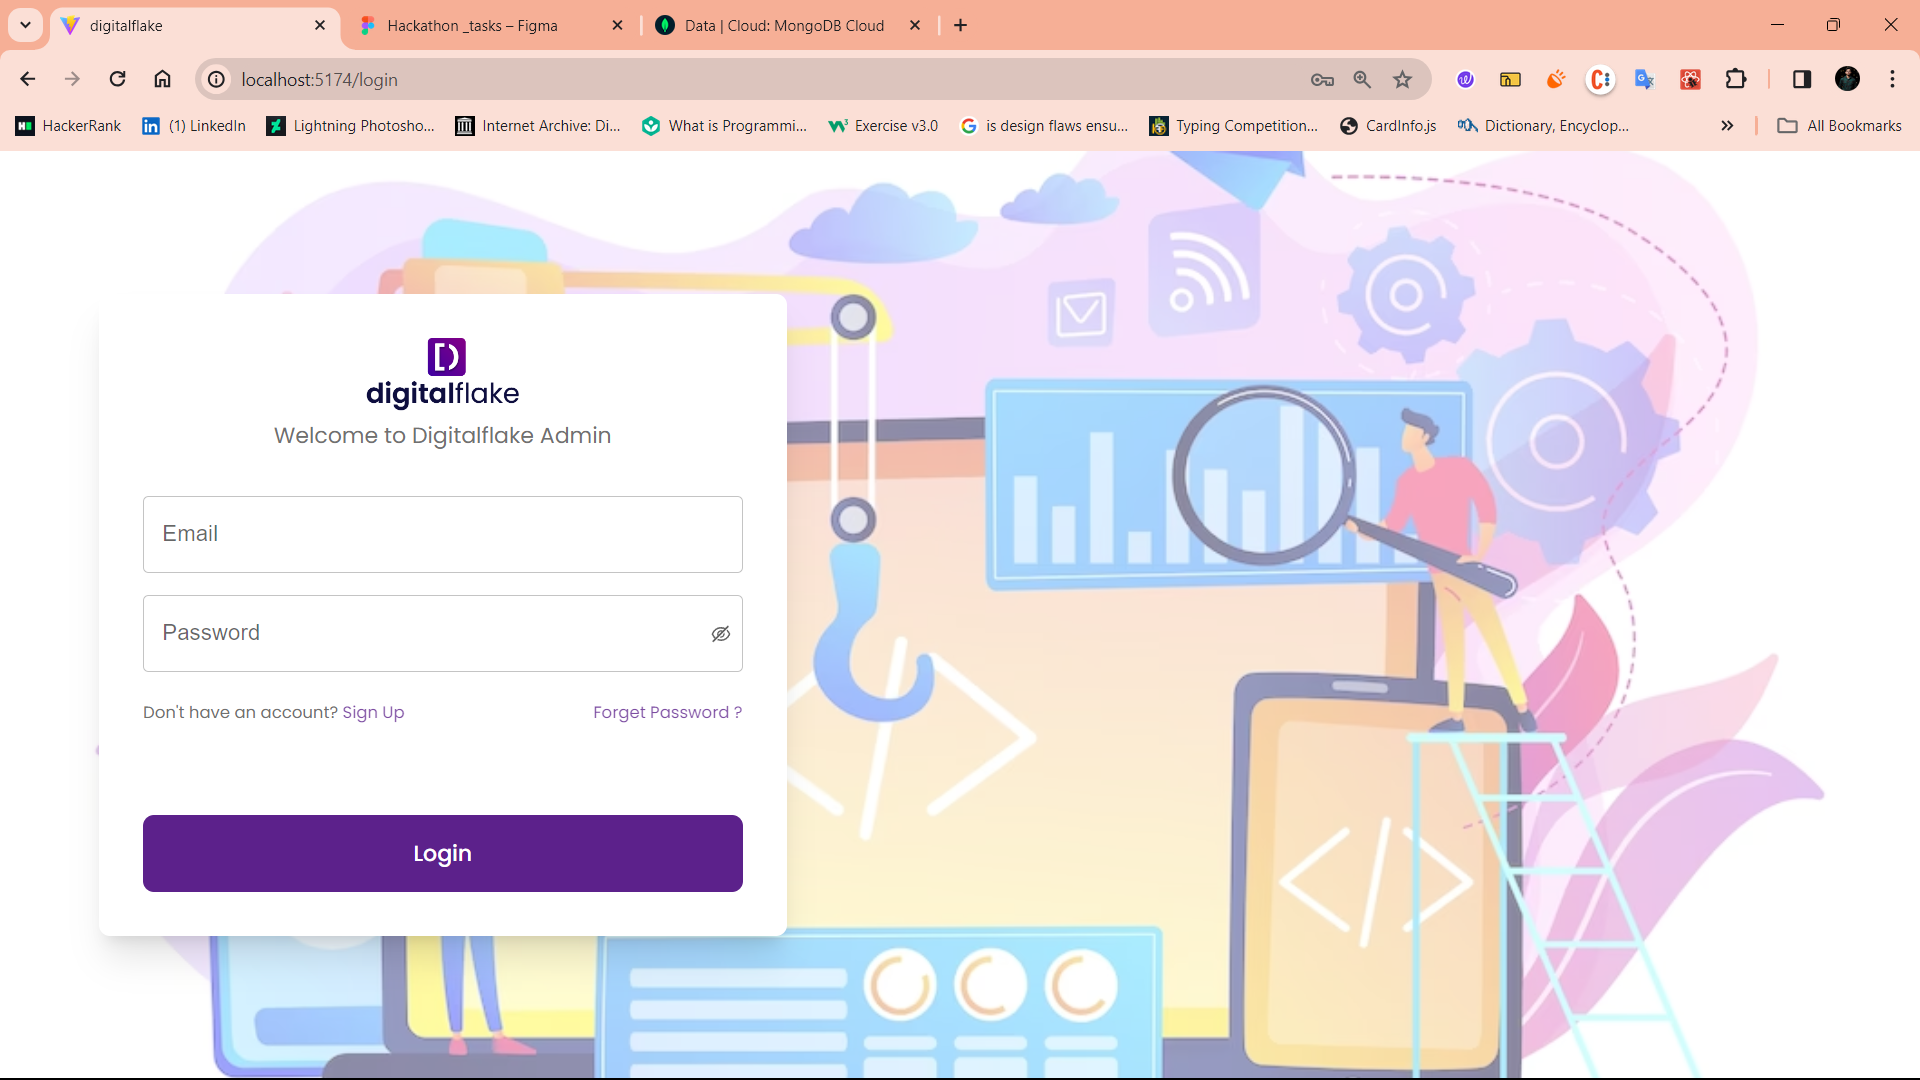 digitalflake
Hackathon _tasks – Figma
Data | Cloud: MongoDB Cloud
localhost:5174/login
HackerRank
(1) LinkedIn
Lightning Photosho...
Internet Archive: Di...
What is Programmi...
Exercise v3.0
is design flaws ensu...
Typing Competition...
CardInfo.js
Dictionary, Encyclop...
All Bookmarks
digitalflake
Welcome to Digitalflake Admin
Email
Password
Don't have an account? Sign Up
Forget Password ?
Login